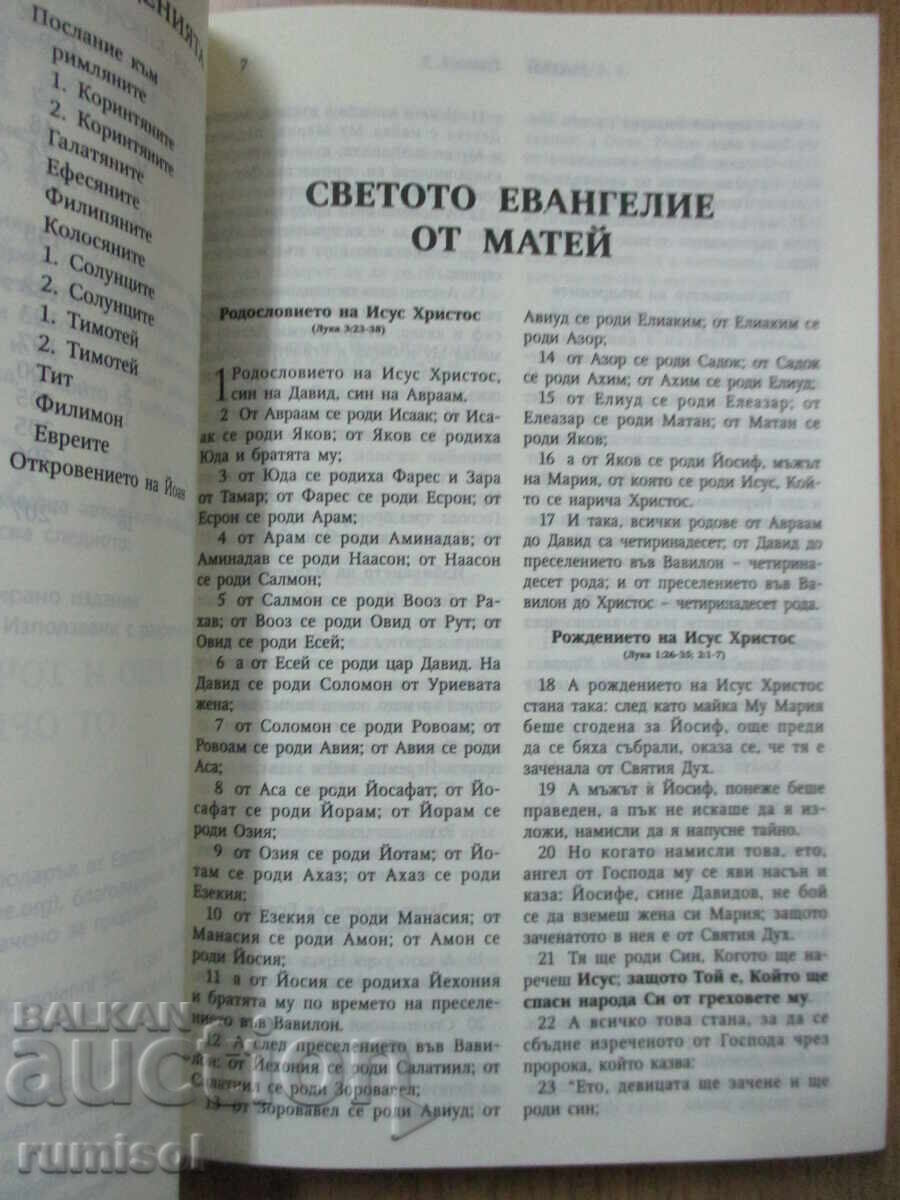 Послание към
римляните
1. Коринтяните
2. Коринтяните
Галатяните
Ефесяните
Филипяните
Колосяните
1. Солунците
2. Солунците
1. Тимотей
2. Тимотей
Тит
Филимон
Евреите
Откровението на Йоан
207
СВЕТОТО ЕВАНГЕЛИЕ
ОТ МАТЕЙ
Родословието на Исус Христос
(Лука 3:23-38)
1 Родословието на Исус Христос,
син на Давид, син на Авраам.
2 От Авраам се роди Исаак; от Иса-
ак се роди Яков; от Яков се родиха
Юда и братята му;
3 от Юда се родиха Фарес и Зара
от Тамар; от Фарес се роди Есрон; от
Есрон се роди Арам;
4 от Арам се роди Аминадав; от
Аминадав се роди Наасон; от Наасон
се роди Салмон;
5 от Салмон се роди Вооз от Ра-
хав; от Вооз се роди Овид от Рут; от
Овид се роди Есей;
6 а от Есей се роди цар Давид. На
Давид се роди Соломон от Уриевата
жена;
7 от Соломон се роди Ровоам; от
Ровоам се роди Авия; от Авия се роди
Аса;
8 от Аса се роди Йосафат; от Йо-
сафат се роди Йорам; от Йорам се
роди Озия;
9 от Озия се роди Йотам; от Йо-
там се роди Ахаз; от Ахаз се роди
Езекия;
10 от Езекия се роди Манасия; от
Манасия се роди Амон; от Амон се
роди Йосия;
11 а от Йосия се родиха Йехония
и братята му по времето на преселе-
нието във Вавилон.
12 А след преселението във Вави-
лон: от Йехония се роди Салатиил; от
Салатиил се роди Зоровавел;
13 от Зоровавел се роди Авиуд; от
Авиуд се роди Елиаким; от Елиаким се
роди Азор;
14 от Азор се роди Садок; от Садок
се роди Ахим; от Ахим се роди Елиуд;
15 от Елиуд се роди Елеазар; от
Елеазар се роди Матан; от Матан се
роди Яков;
16 а от Яков се роди Йосиф, мъжът
на Мария, от която се роди Исус, Кой-
то се нарича Христос.
17 И така, всички родове от Авраам
до Давид са четиринадесет; от Давид до
преселението във Вавилон – четирина-
десет рода; и от преселението във Ва-
вилон до Христос – четиринадесет рода.
Рождението на Исус Христос
(Лука 1:26-35; 2:1-7)
18 А рождението на Исус Христос
стана така: след като майка Му Мария
беше сгодена за Йосиф, още преди
да се бяха събрали, оказа се, че тя е
заченала от Святия Дух.
19 А мъжът ѝ Йосиф, понеже беше
праведен, а пък не искаше да я из-
ложи, намисли да я напусне тайно.
20 Но когато намисли това, ето,
ангел от Господа му се яви насън и
каза: Йосифе, сине Давидов, не бой
се да вземеш жена си Мария; защото
заченатото в нея е от Святия Дух.
21 Тя ще роди Син, Когото ще на-
речеш Исус; защото Той е, Който ще
спаси народа Си от греховете му.
22 А всичко това стана, за да се
сбъдне изреченото от Господа чрез
пророка, който казва:
23 "Ето, девицата ще зачене и ще
роди син;
BALKAN
auction
rumisol